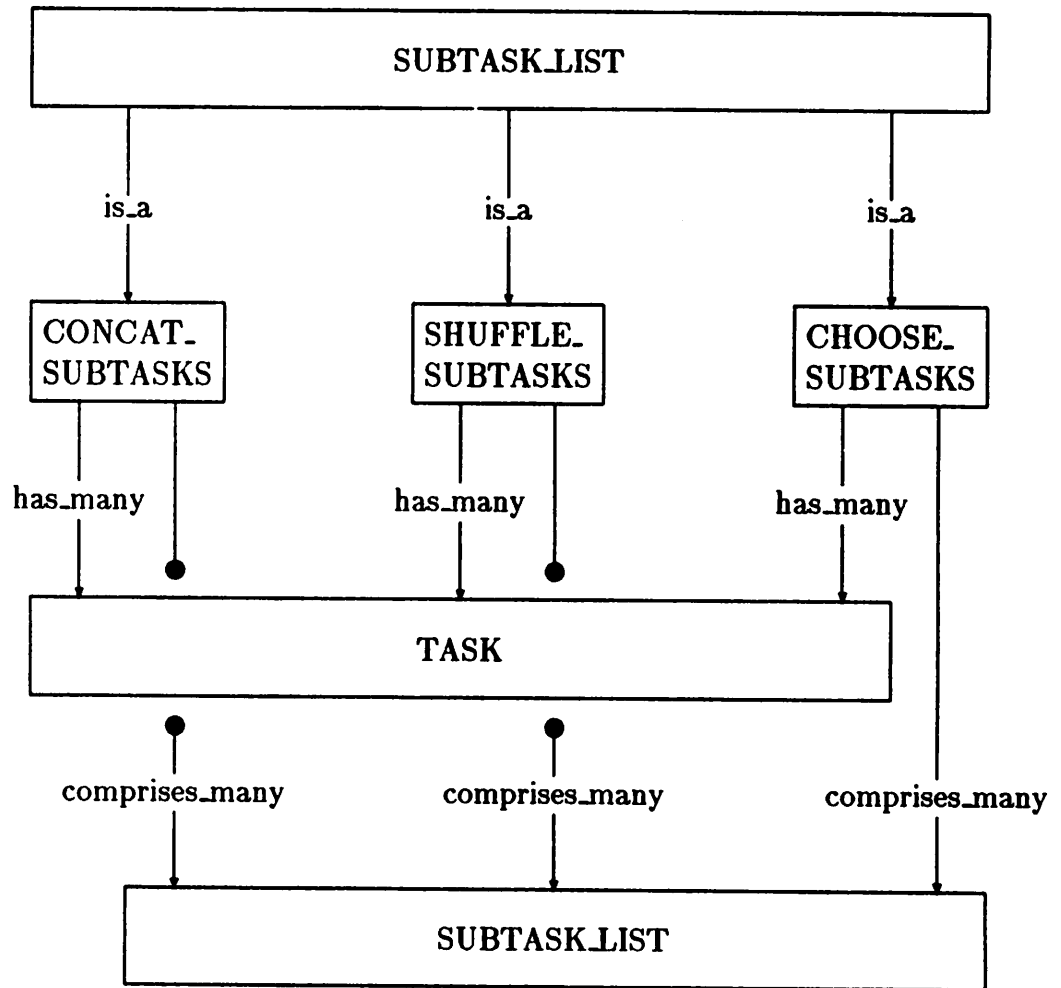 SUBTASK_LIST
is_a
is_a
is_a
CONCAT_
SUBTASKS
SHUFFLE_
SUBTASKS
CHOOSE_
SUBTASKS
has_many
has_many
has_many
TASK
comprises_many
comprises_many
comprises_many
SUBTASK_LIST